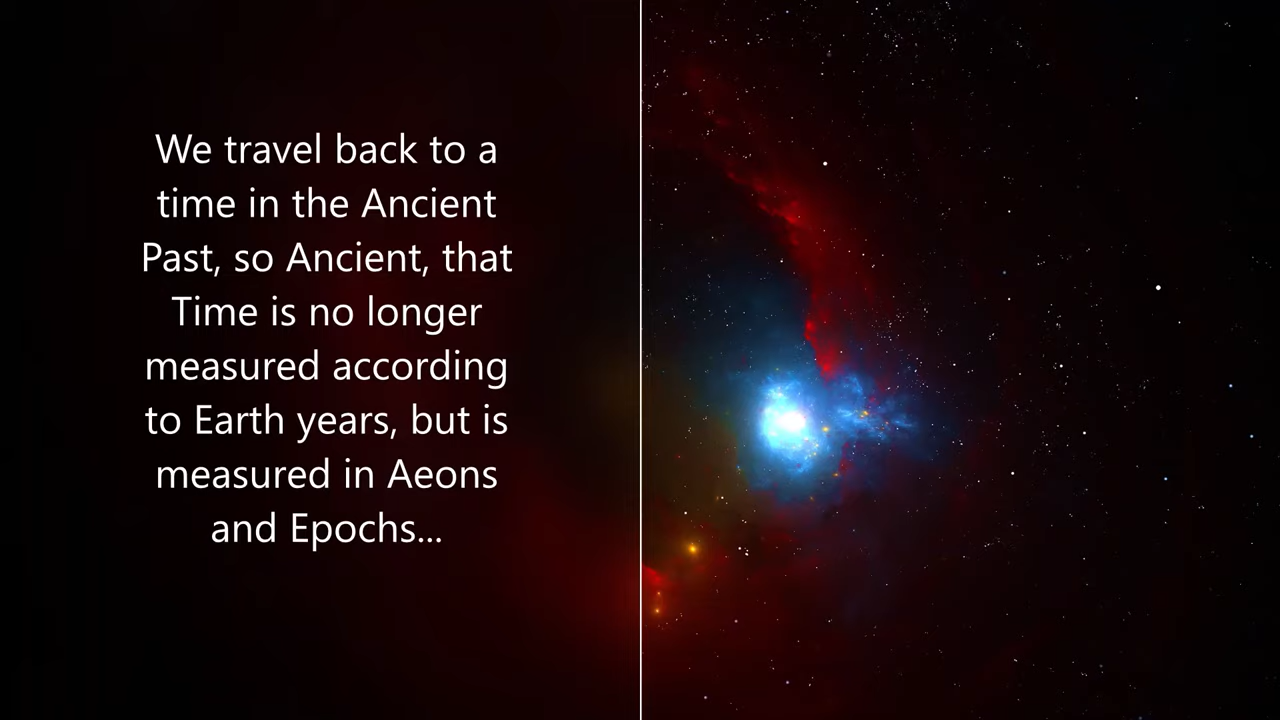 We travel back to a
time in the Ancient
Past, so Ancient, that
Time is no longer
measured according
to Earth years, but is
measured in Aeons
and Epochs...